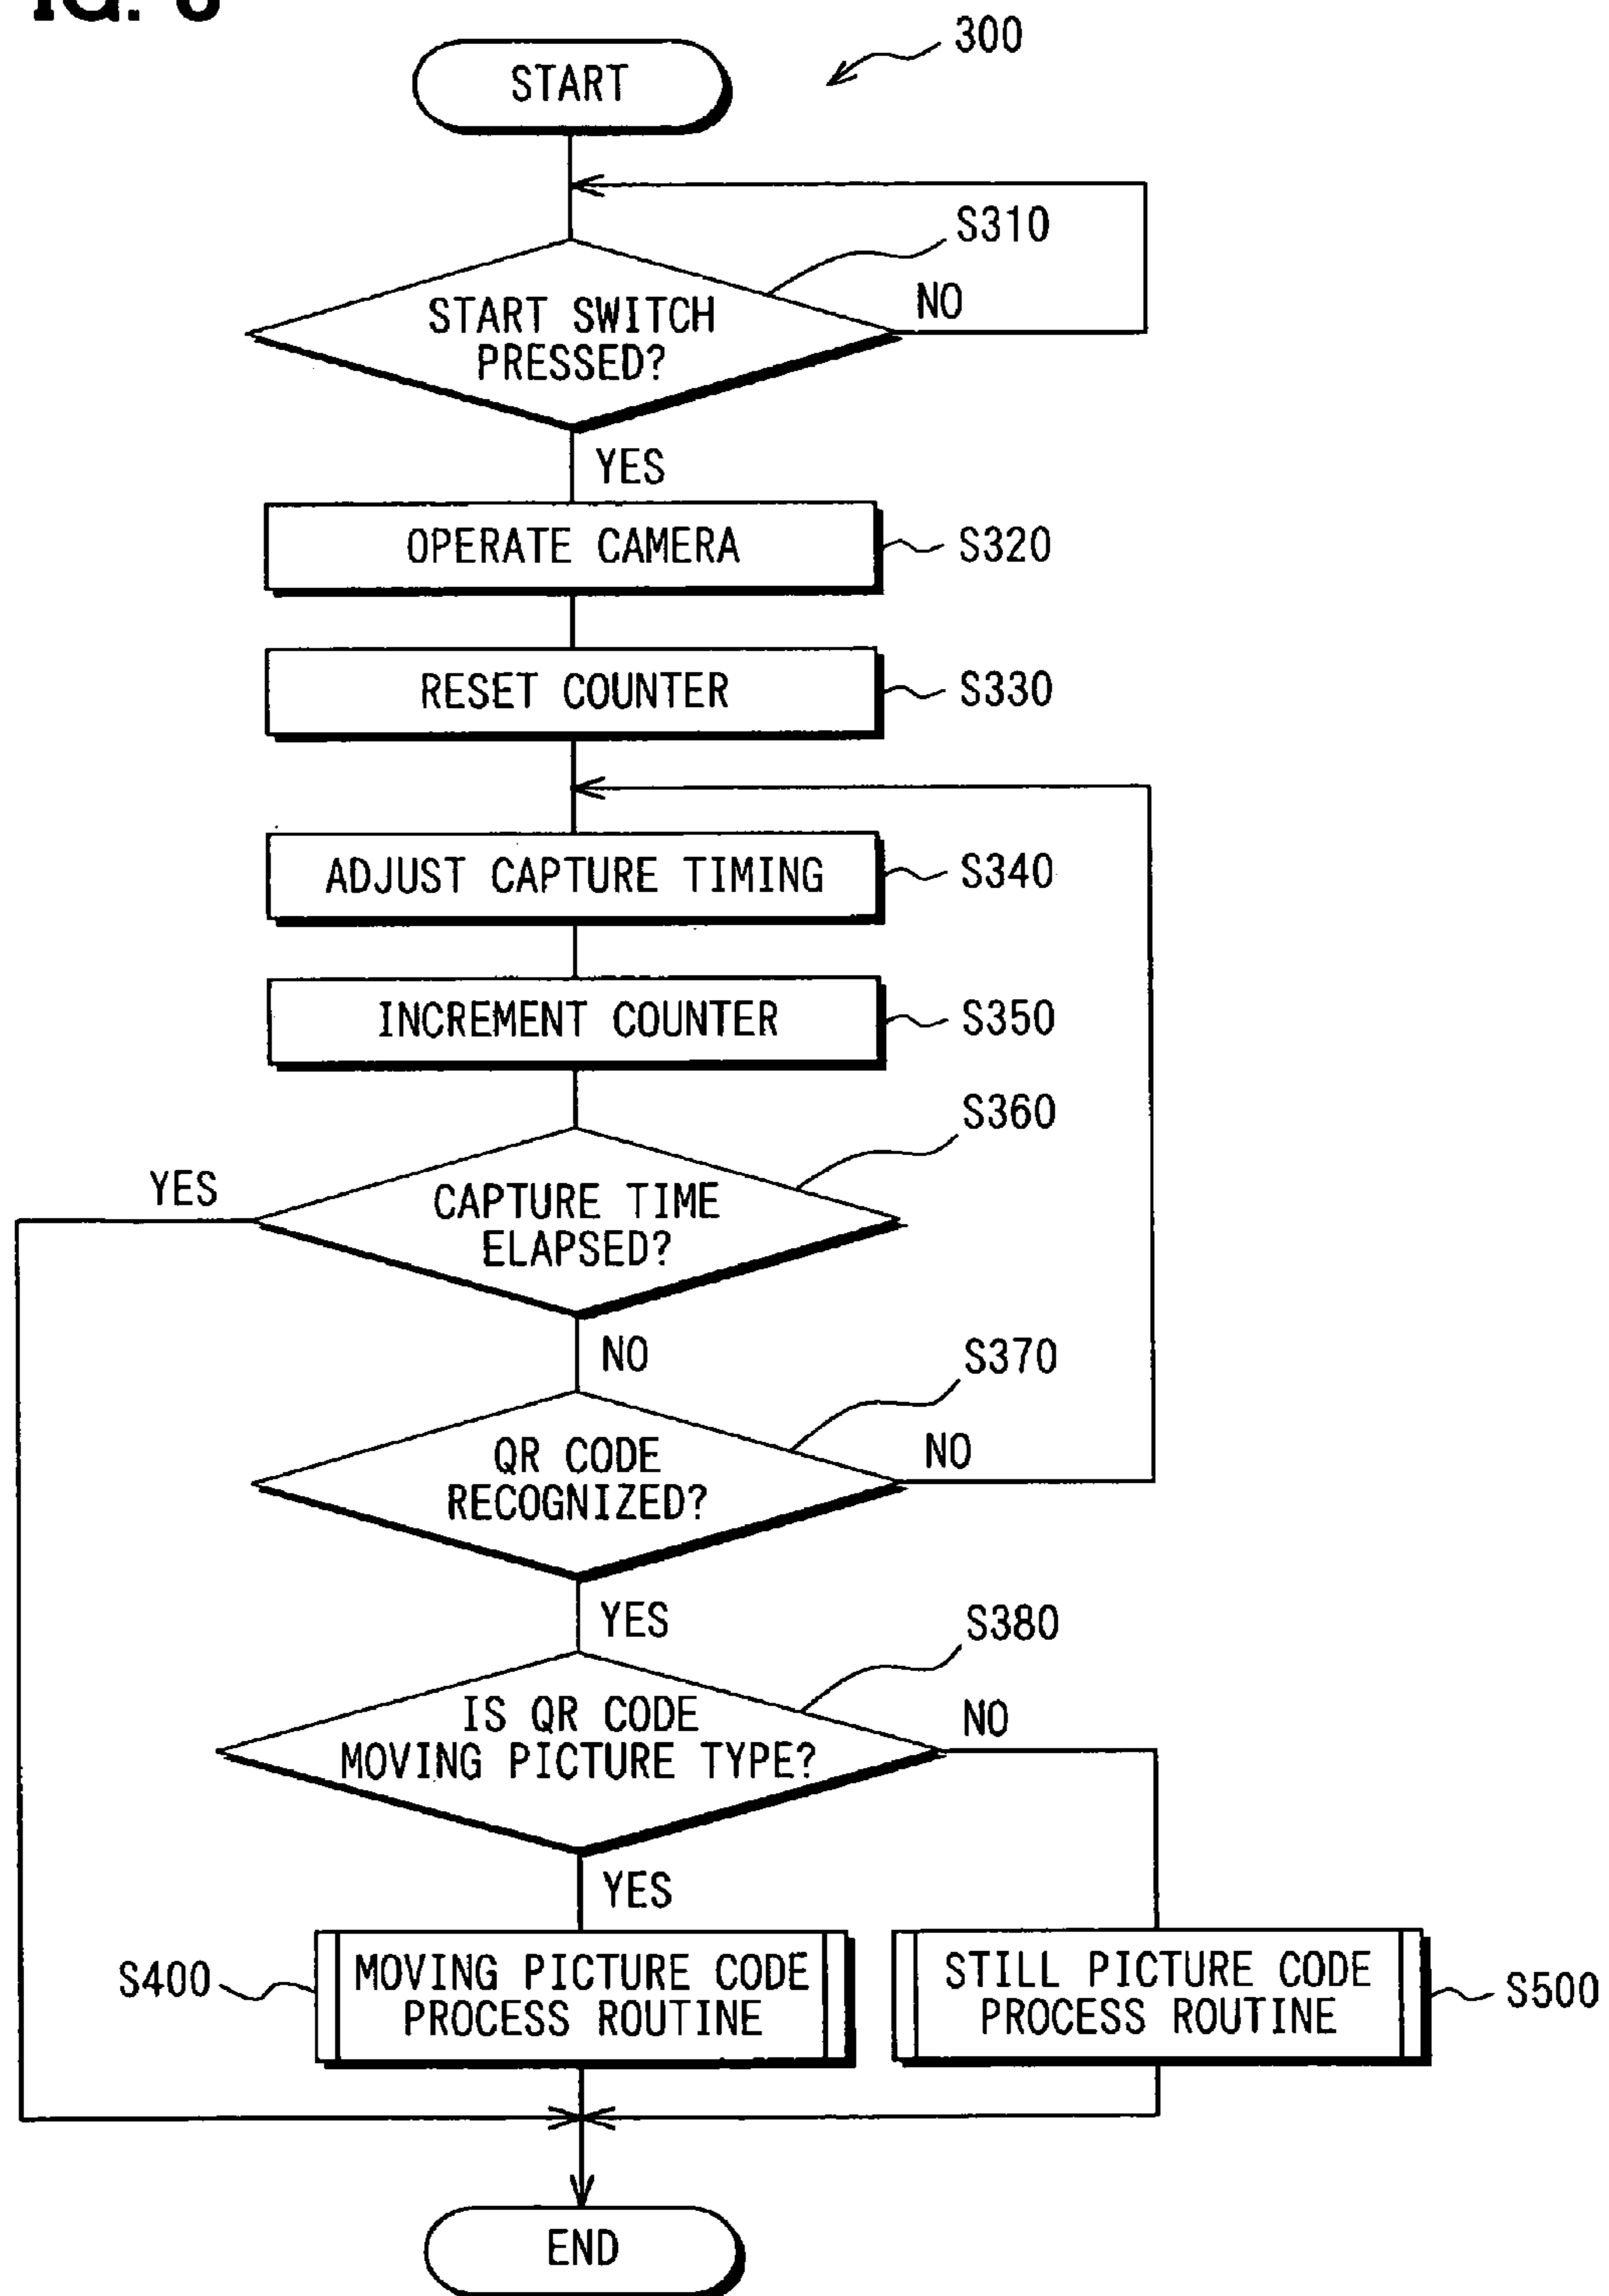 300
START
S310
START SWITCH
PRESSED?
NO
YES
OPERATE CAMERA
S320
RESET COUNTER
S330
ADJUST CAPTURE TIMING
S340
INCREMENT COUNTER
S350
S360
YES
CAPTURE TIME
ELAPSED?
NO
S370
QR CODE
RECOGNIZED?
NO
YES
S380
IS QR CODE
MOVING PICTURE TYPE?
NO
YES
S400
MOVING PICTURE CODE
PROCESS ROUTINE
STILL PICTURE CODE
PROCESS ROUTINE
S500
END